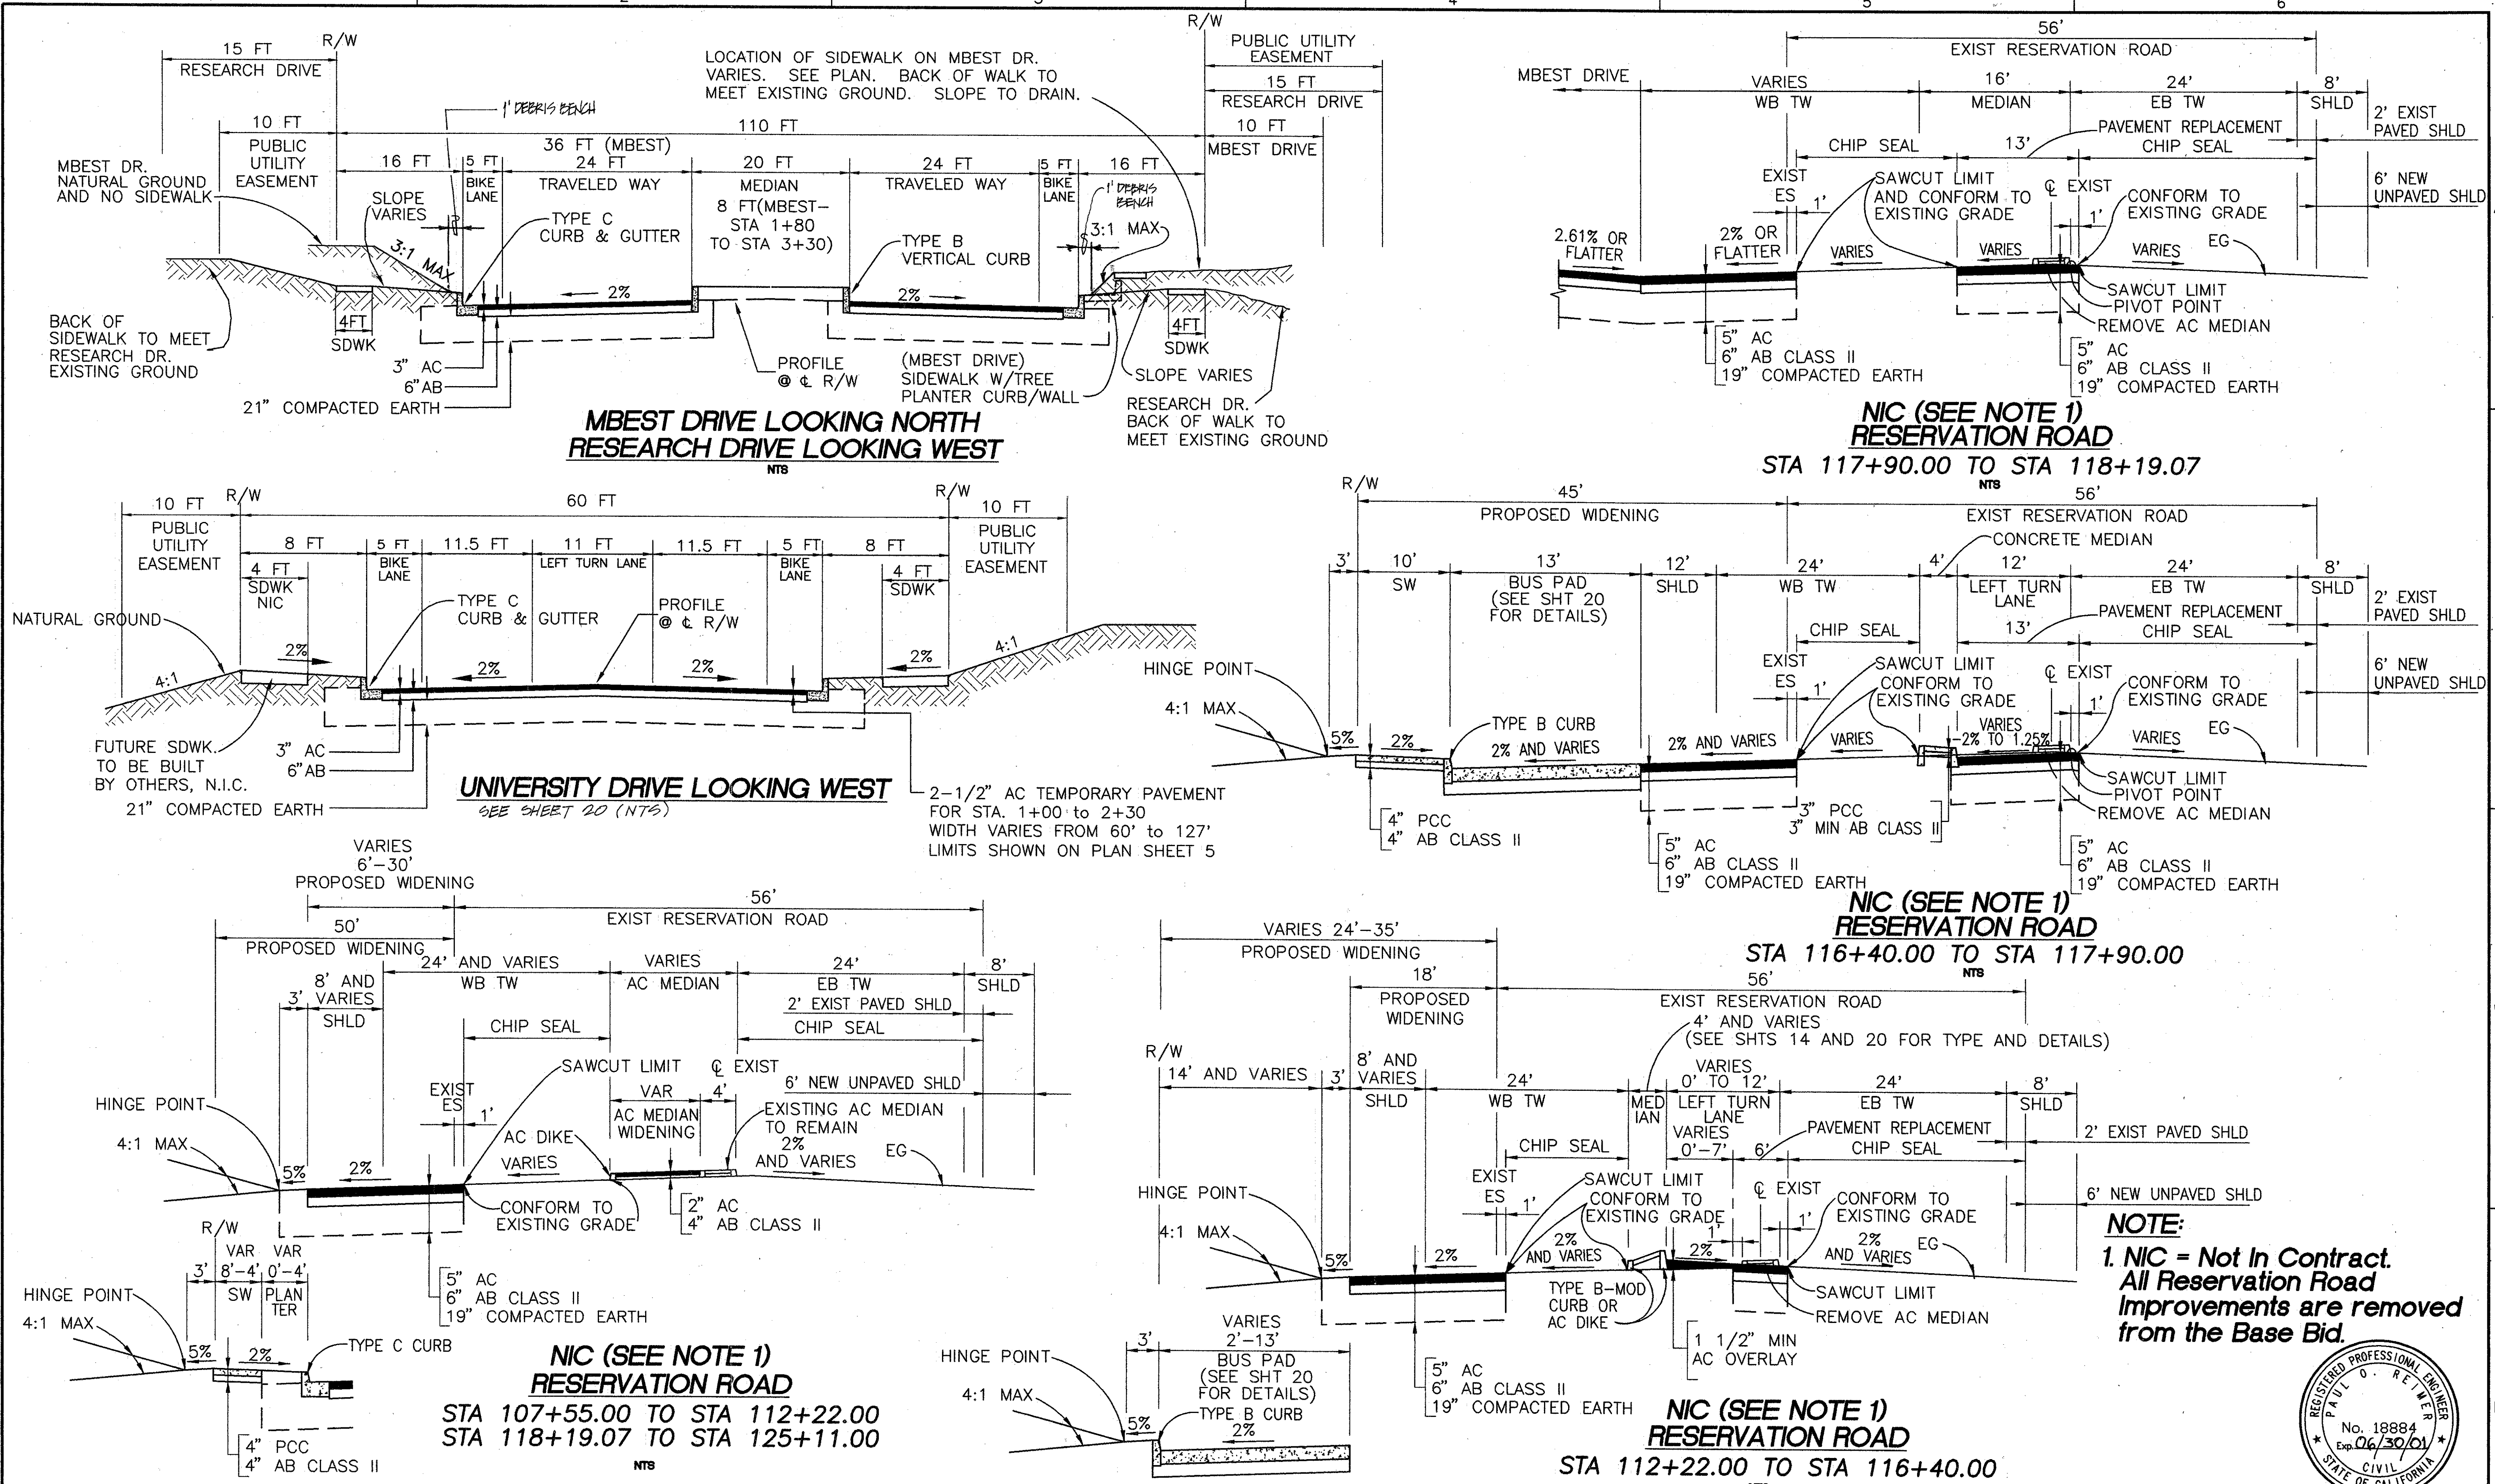 2
3
4
5
6
15 FT
RESEARCH DRIVE
R/W
10 FT
PUBLIC
UTILITY
EASEMENT
MBEST DR.
NATURAL GROUND
AND NO SIDEWALK
SLOPE
VARIES
1' DEBRIS BENCH
LOCATION OF SIDEWALK ON MBEST DR.
VARIES. SEE PLAN. BACK OF WALK TO
MEET EXISTING GROUND. SLOPE TO DRAIN.
110 FT
36 FT (MBEST)
16 FT
5 FT
BIKE
LANE
24 FT
TRAVELED WAY
20 FT
MEDIAN
8 FT(MBEST-
STA 1+80
TO STA 3+30)
24 FT
TRAVELED WAY
5 FT
BIKE
LANE
16 FT
1' DEBRIS
BENCH
3:1 MAX
R/W
PUBLIC UTILITY
EASEMENT
15 FT
RESEARCH DRIVE
10 FT
MBEST DRIVE
3:1 MAX
TYPE C
CURB & GUTTER
TYPE B
VERTICAL CURB
2%
2%
BACK OF
SIDEWALK TO MEET
RESEARCH DR.
EXISTING GROUND
4FT
SDWK
3" AC
6"AB
21" COMPACTED EARTH
PROFILE
@ ℄ R/W
(MBEST DRIVE)
SIDEWALK W/TREE
PLANTER CURB/WALL
4FT
SDWK
SLOPE VARIES
RESEARCH DR.
BACK OF WALK TO
MEET EXISTING GROUND
MBEST DRIVE LOOKING NORTH
RESEARCH DRIVE LOOKING WEST
NTS
56'
EXIST RESERVATION ROAD
MBEST DRIVE
VARIES
WB TW
16'
MEDIAN
24'
EB TW
8'
SHLD
2' EXIST
PAVED SHLD
PAVEMENT REPLACEMENT
CHIP SEAL
13'
CHIP SEAL
EXIST
ES
1'
SAWCUT LIMIT
AND CONFORM TO
EXISTING GRADE
℄ EXIST
1'
CONFORM TO
EXISTING GRADE
6' NEW
UNPAVED SHLD
2.61% OR
FLATTER
2% OR
FLATTER
VARIES
VARIES
VARIES
EG
SAWCUT LIMIT
PIVOT POINT
REMOVE AC MEDIAN
5" AC
6" AB CLASS II
19" COMPACTED EARTH
5" AC
6" AB CLASS II
19" COMPACTED EARTH
NIC (SEE NOTE 1)
RESERVATION ROAD
STA 117+90.00 TO STA 118+19.07
NTS
10 FT
R/W
60 FT
R/W
10 FT
PUBLIC
UTILITY
EASEMENT
8 FT
5 FT
BIKE
LANE
11.5 FT
11 FT
LEFT TURN LANE
11.5 FT
5 FT
BIKE
LANE
8 FT
PUBLIC
UTILITY
EASEMENT
4 FT
SDWK
NIC
4 FT
SDWK
NATURAL GROUND
TYPE C
CURB & GUTTER
PROFILE
@ ℄ R/W
4:1
2%
2%
2%
2%
4:1
FUTURE SDWK.
TO BE BUILT
BY OTHERS, N.I.C.
3" AC
6"AB
21" COMPACTED EARTH
UNIVERSITY DRIVE LOOKING WEST
SEE SHEET 20 (NTS)
2-1/2" AC TEMPORARY PAVEMENT
FOR STA. 1+00 to 2+30
WIDTH VARIES FROM 60' to 127'
LIMITS SHOWN ON PLAN SHEET 5
R/W
45'
PROPOSED WIDENING
56'
EXIST RESERVATION ROAD
CONCRETE MEDIAN
3'
10'
SW
13'
BUS PAD
(SEE SHT 20
FOR DETAILS)
12'
SHLD
24'
WB TW
4'
12'
LEFT TURN
LANE
24'
EB TW
8'
SHLD
2' EXIST
PAVED SHLD
PAVEMENT REPLACEMENT
CHIP SEAL
13'
CHIP SEAL
EXIST
ES
1'
SAWCUT LIMIT
CONFORM TO
EXISTING GRADE
℄ EXIST
1'
CONFORM TO
EXISTING GRADE
6' NEW
UNPAVED SHLD
HINGE POINT
4:1 MAX
TYPE B CURB
5%
2%
2% AND VARIES
2% AND VARIES
VARIES
VARIES
-2% TO 1.25%
VARIES
EG
SAWCUT LIMIT
PIVOT POINT
REMOVE AC MEDIAN
4" PCC
4" AB CLASS II
5" AC
6" AB CLASS II
19" COMPACTED EARTH
3" PCC
3" MIN AB CLASS II
5" AC
6" AB CLASS II
19" COMPACTED EARTH
NIC (SEE NOTE 1)
RESERVATION ROAD
STA 116+40.00 TO STA 117+90.00
NTS
VARIES
6'-30'
PROPOSED WIDENING
56'
EXIST RESERVATION ROAD
50'
PROPOSED WIDENING
24' AND VARIES
WB TW
VARIES
AC MEDIAN
24'
EB TW
8'
SHLD
3'
8' AND
VARIES
SHLD
2' EXIST PAVED SHLD
CHIP SEAL
CHIP SEAL
SAWCUT LIMIT
℄ EXIST
6' NEW UNPAVED SHLD
EXIST
ES
1'
VAR
4'
AC MEDIAN
WIDENING
EXISTING AC MEDIAN
TO REMAIN
HINGE POINT
4:1 MAX
AC DIKE
5%
2%
VARIES
2%
AND VARIES
EG
CONFORM TO
EXISTING GRADE
2" AC
4" AB CLASS II
5" AC
6" AB CLASS II
19" COMPACTED EARTH
R/W
3'
VAR
8'-4'
SW
VAR
0'-4'
PLAN
TER
HINGE POINT
4:1 MAX
5%
2%
TYPE C CURB
4" PCC
4" AB CLASS II
NIC (SEE NOTE 1)
RESERVATION ROAD
STA 107+55.00 TO STA 112+22.00
STA 118+19.07 TO STA 125+11.00
NTS
VARIES 24'-35'
PROPOSED WIDENING
18'
PROPOSED
WIDENING
56'
EXIST RESERVATION ROAD
4' AND VARIES
(SEE SHTS 14 AND 20 FOR TYPE AND DETAILS)
R/W
14' AND VARIES
3'
8' AND
VARIES
SHLD
24'
WB TW
MED
IAN
VARIES
0' TO 12'
LEFT TURN
LANE
24'
EB TW
8'
SHLD
VARIES
0'-7'
6'
PAVEMENT REPLACEMENT
CHIP SEAL
CHIP SEAL
2' EXIST PAVED SHLD
EXIST
ES
1'
SAWCUT LIMIT
CONFORM TO
EXISTING GRADE
1'
℄ EXIST
1'
CONFORM TO
EXISTING GRADE
6' NEW UNPAVED SHLD
HINGE POINT
4:1 MAX
5%
2%
2%
AND VARIES
2%
2%
AND VARIES
EG
TYPE B-MOD
CURB OR
AC DIKE
SAWCUT LIMIT
REMOVE AC MEDIAN
1 1/2" MIN
AC OVERLAY
5" AC
6" AB CLASS II
19" COMPACTED EARTH
3'
VARIES
2'-13'
BUS PAD
(SEE SHT 20
FOR DETAILS)
HINGE POINT
4:1 MAX
5%
TYPE B CURB
2%
NIC (SEE NOTE 1)
RESERVATION ROAD
STA 112+22.00 TO STA 116+40.00
NOTE:
1. NIC = Not In Contract.
All Reservation Road
Improvements are removed
from the Base Bid.
REGISTERED PROFESSIONAL ENGINEER
PAUL O. REIMER
No. 18884
Exp. 06/30/01
CIVIL
STATE OF CALIFORNIA